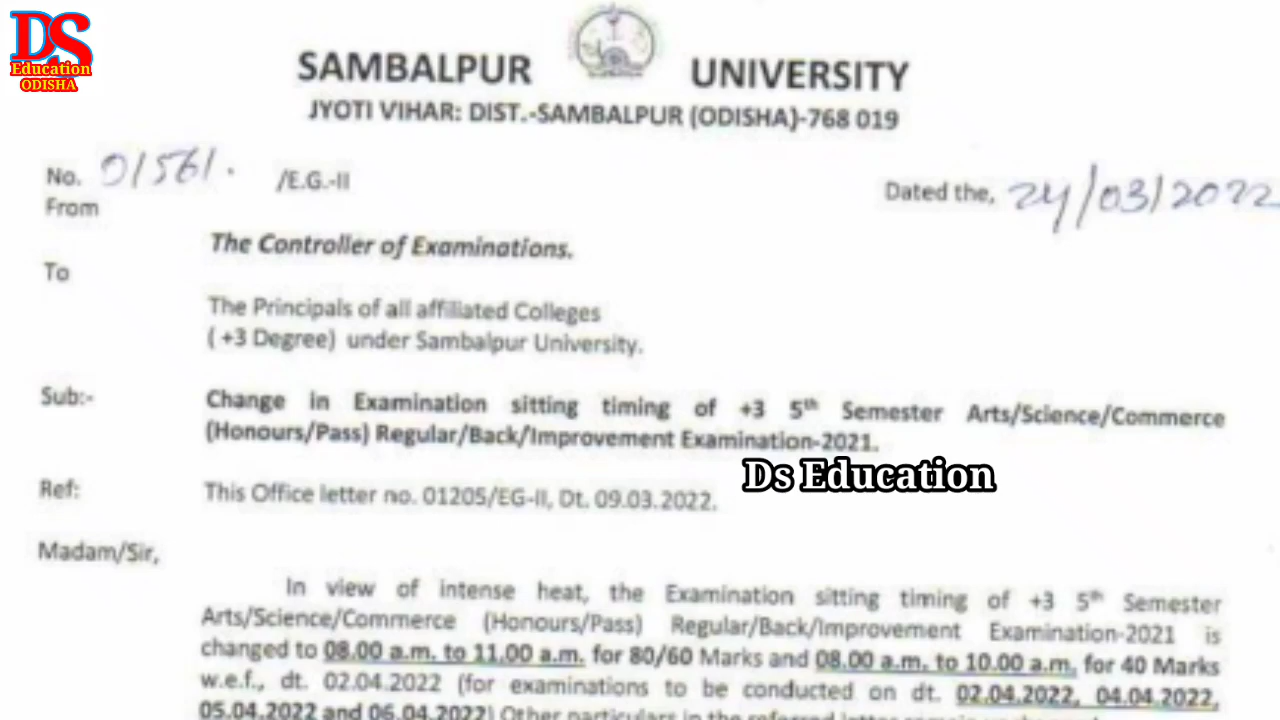 DS
Education
ODISHA
SAMBALPUR UNIVERSITY
JYOTI VIHAR: DIST.-SAMBALPUR (ODISHA)-768 019
No. 01561. /E.G.-II
Dated the, 24/03/2022
From
The Controller of Examinations.
To
The Principals of all affiliated Colleges
( +3 Degree) under Sambalpur University.
Sub:- Change in Examination sitting timing of +3 5th Semester Arts/Science/Commerce
(Honours/Pass) Regular/Back/Improvement Examination-2021.
Ds Education
Ref: This Office letter no. 01205/EG-II, Dt. 09.03.2022.
Madam/Sir,
In view of intense heat, the Examination sitting timing of +3 5th Semester
Arts/Science/Commerce (Honours/Pass) Regular/Back/Improvement Examination-2021 is
changed to 08.00 a.m. to 11.00 a.m. for 80/60 Marks and 08.00 a.m. to 10.00 a.m. for 40 Marks
w.e.f., dt. 02.04.2022 (for examinations to be conducted on dt. 02.04.2022, 04.04.2022,
05.04.2022 and 06.04.2022) Other particulars in the referred letter remain